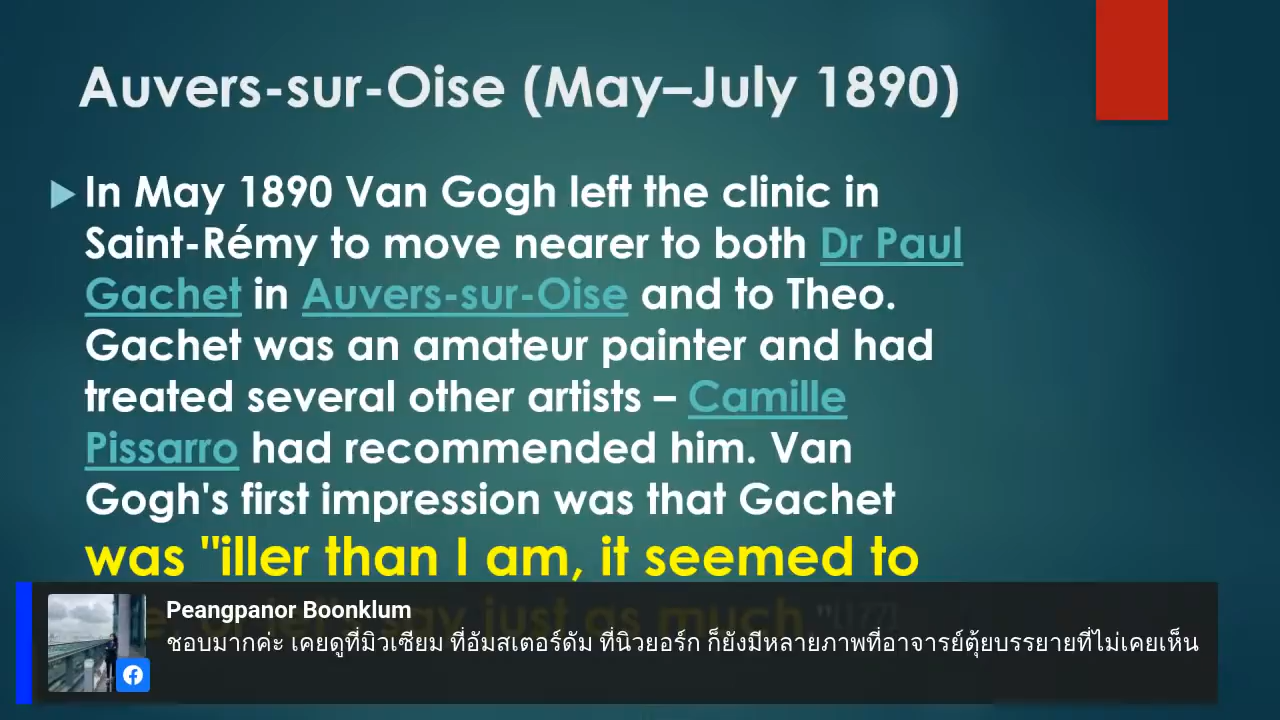 Auvers-sur-Oise (May–July 1890)
In May 1890 Van Gogh left the clinic in
Saint-Rémy to move nearer to both Dr Paul
Gachet in Auvers-sur-Oise and to Theo.
Gachet was an amateur painter and had
treated several other artists – Camille
Pissarro had recommended him. Van
Gogh's first impression was that Gachet
was "iller than I am, it seemed to
just as much."[177]
Peangpanor Boonklum
ชอบมากค่ะ เคยดูที่มิวเซียม ที่อัมสเตอร์ดัม ที่นิวยอร์ก ก็ยังมีหลายภาพที่อาจารย์ตุ้ยบรรยายที่ไม่เคยเห็น